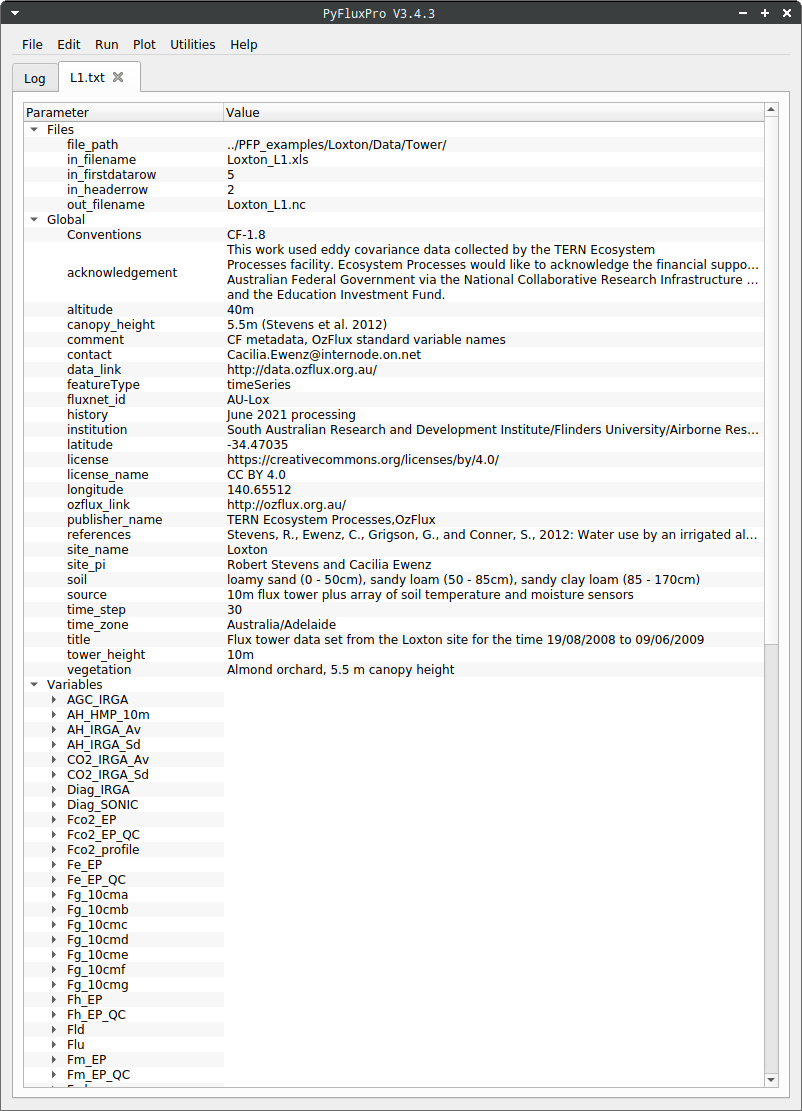 PyFluxPro V3.4.3
File Edit Run Plot Utilities Help
Log L1.txt
Parameter Value
Files
file_path ../PFP_examples/Loxton/Data/Tower/
in_filename Loxton_L1.xls
in_firstdatarow 5
in_headerrow 2
out_filename Loxton_L1.nc
Global
Conventions CF-1.8
This work used eddy covariance data collected by the TERN Ecosystem
Processes facility. Ecosystem Processes would like to acknowledge the financial suppo...
acknowledgement
Australian Federal Government via the National Collaborative Research Infrastructure ...
and the Education Investment Fund.
altitude 40m
canopy_height 5.5m (Stevens et al. 2012)
comment CF metadata, OzFlux standard variable names
contact Cacilia.Ewenz@internode.on.net
data_link http://data.ozflux.org.au/
featureType timeSeries
fluxnet_id AU-Lox
history June 2021 processing
institution South Australian Research and Development Institute/Flinders University/Airborne Res...
latitude -34.47035
license https://creativecommons.org/licenses/by/4.0/
license_name CC BY 4.0
longitude 140.65512
ozflux_link http://ozflux.org.au/
publisher_name TERN Ecosystem Processes,OzFlux
references Stevens, R., Ewenz, C., Grigson, G., and Conner, S., 2012: Water use by an irrigated al...
site_name Loxton
site_pi Robert Stevens and Cacilia Ewenz
soil loamy sand (0 - 50cm), sandy loam (50 - 85cm), sandy clay loam (85 - 170cm)
source 10m flux tower plus array of soil temperature and moisture sensors
time_step 30
time_zone Australia/Adelaide
title Flux tower data set from the Loxton site for the time 19/08/2008 to 09/06/2009
tower_height 10m
vegetation Almond orchard, 5.5 m canopy height
Variables
AGC_IRGA
AH_HMP_10m
AH_IRGA_Av
AH_IRGA_Sd
CO2_IRGA_Av
CO2_IRGA_Sd
Diag_IRGA
Diag_SONIC
Fco2_EP
Fco2_EP_QC
Fco2_profile
Fe_EP
Fe_EP_QC
Fg_10cma
Fg_10cmb
Fg_10cmc
Fg_10cmd
Fg_10cme
Fg_10cmf
Fg_10cmg
Fh_EP
Fh_EP_QC
Fld
Flu
Fm_EP
Fm_EP_QC